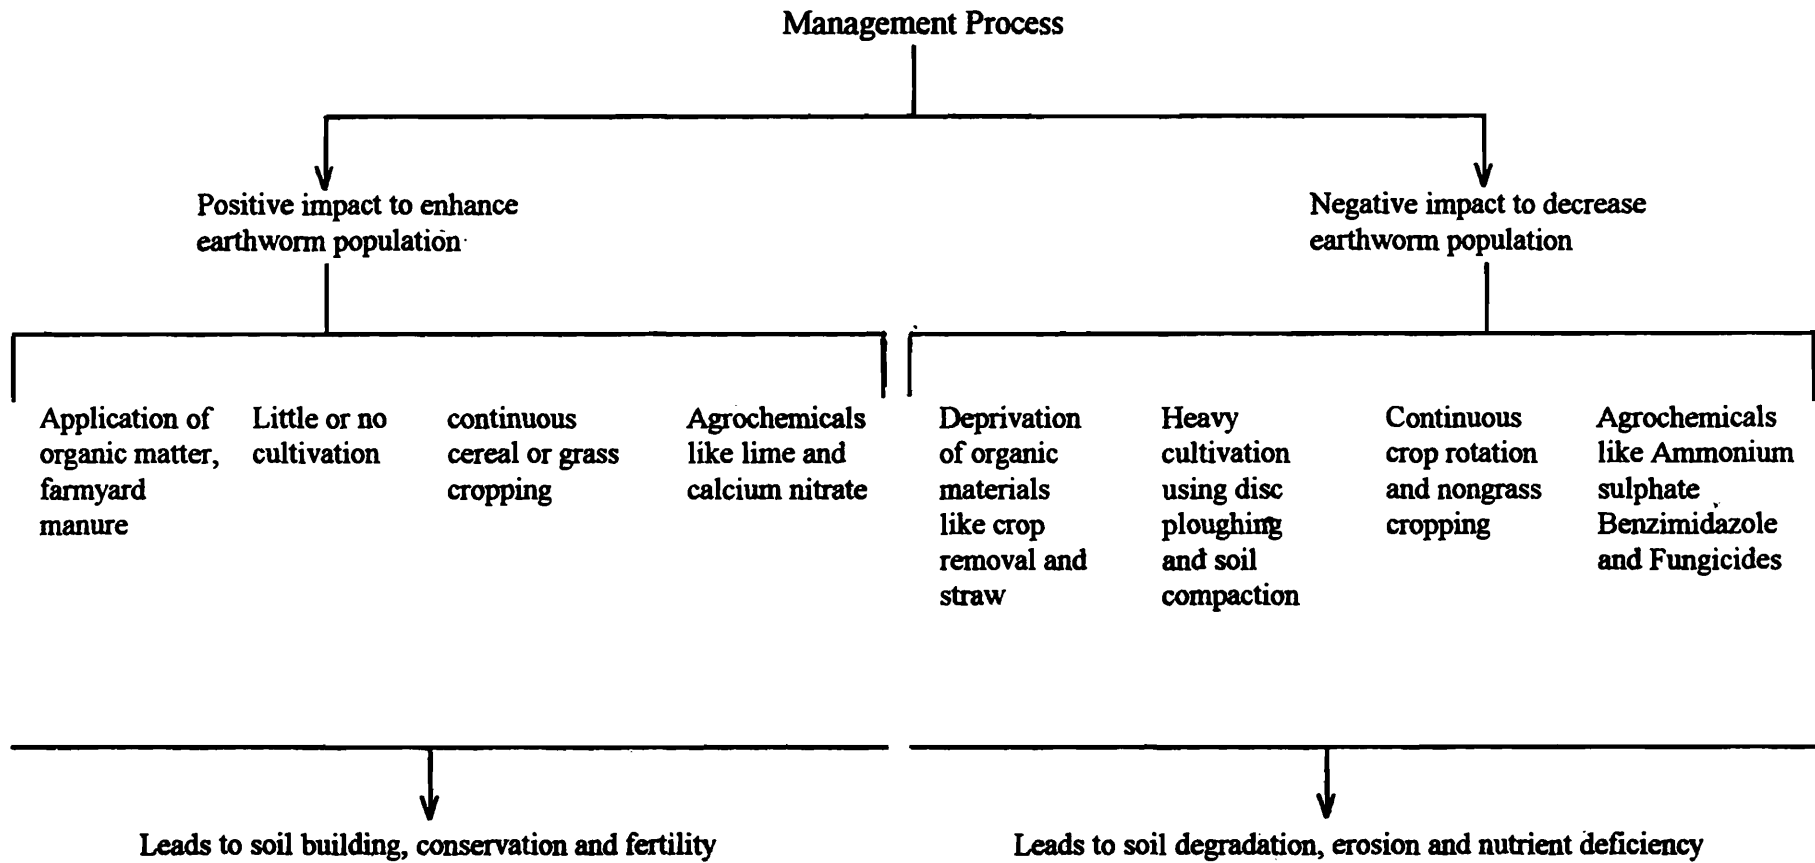 Management Process
Positive impact to enhance
earthworm population
Negative impact to decrease
earthworm population
Application of
organic matter,
farmyard
manure
Little or no
cultivation
continuous
cereal or grass
cropping
Agrochemicals
like lime and
calcium nitrate
Deprivation
of organic
materials
like crop
removal and
straw
Heavy
cultivation
using disc
ploughing
and soil
compaction
Continuous
crop rotation
and nongrass
cropping
Agrochemicals
like Ammonium
sulphate
Benzimidazole
and Fungicides
Leads to soil building, conservation and fertility
Leads to soil degradation, erosion and nutrient deficiency